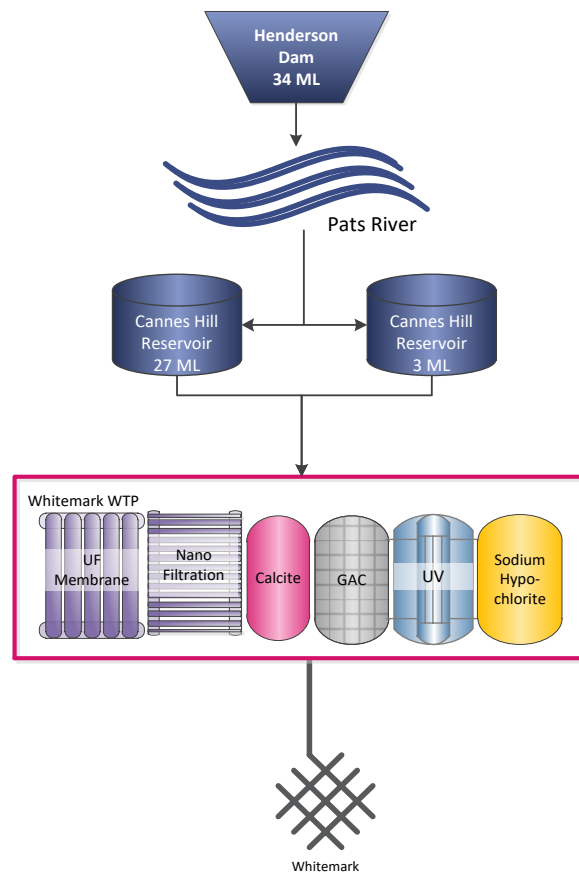 Henderson
Dam
34 ML
Pats River
Cannes Hill
Reservoir
27 ML
Cannes Hill
Reservoir
3 ML
Whitemark WTP
UF
Membrane
Nano
Filtration
Calcite
GAC
UV
Sodium
Hypo-
chlorite
Whitemark